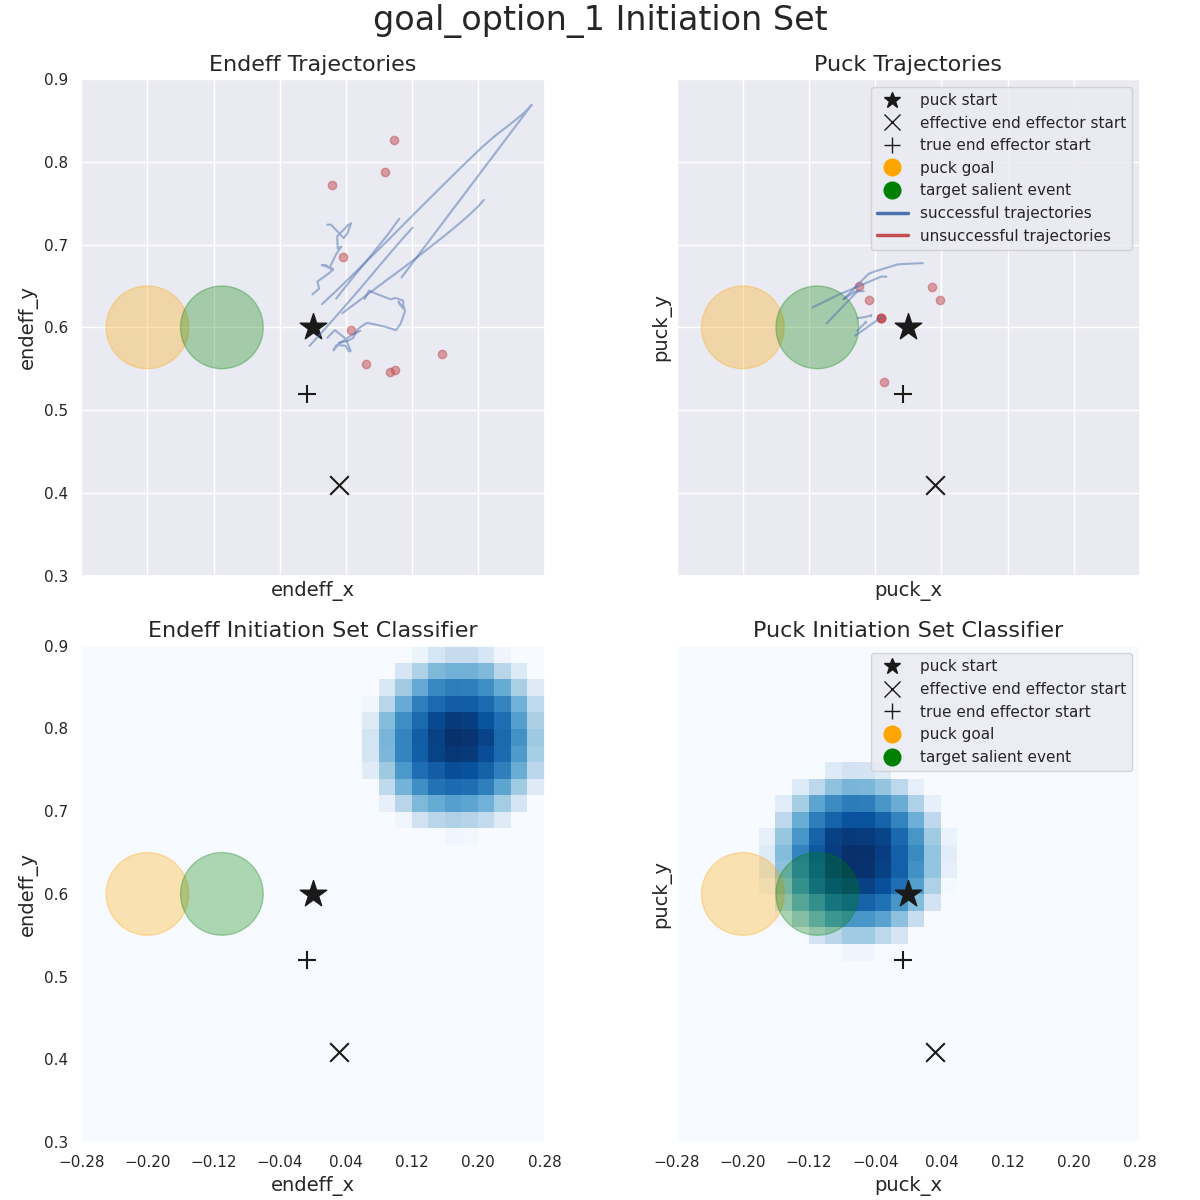 goal_option_1 Initiation Set
Endeff Trajectories
Puck Trajectories
0.9
0.8
0.7
0.6
0.5
0.4
0.3
endeff_y
endeff_x
puck_y
puck_x
puck start
effective end effector start
true end effector start
puck goal
target salient event
successful trajectories
unsuccessful trajectories
Endeff Initiation Set Classifier
Puck Initiation Set Classifier
0.9
0.8
0.7
0.6
0.5
0.4
0.3
endeff_y
puck_y
puck start
effective end effector start
true end effector start
puck goal
target salient event
−0.28 −0.20 −0.12 −0.04 0.04 0.12 0.20 0.28
endeff_x
−0.28 −0.20 −0.12 −0.04 0.04 0.12 0.20 0.28
puck_x